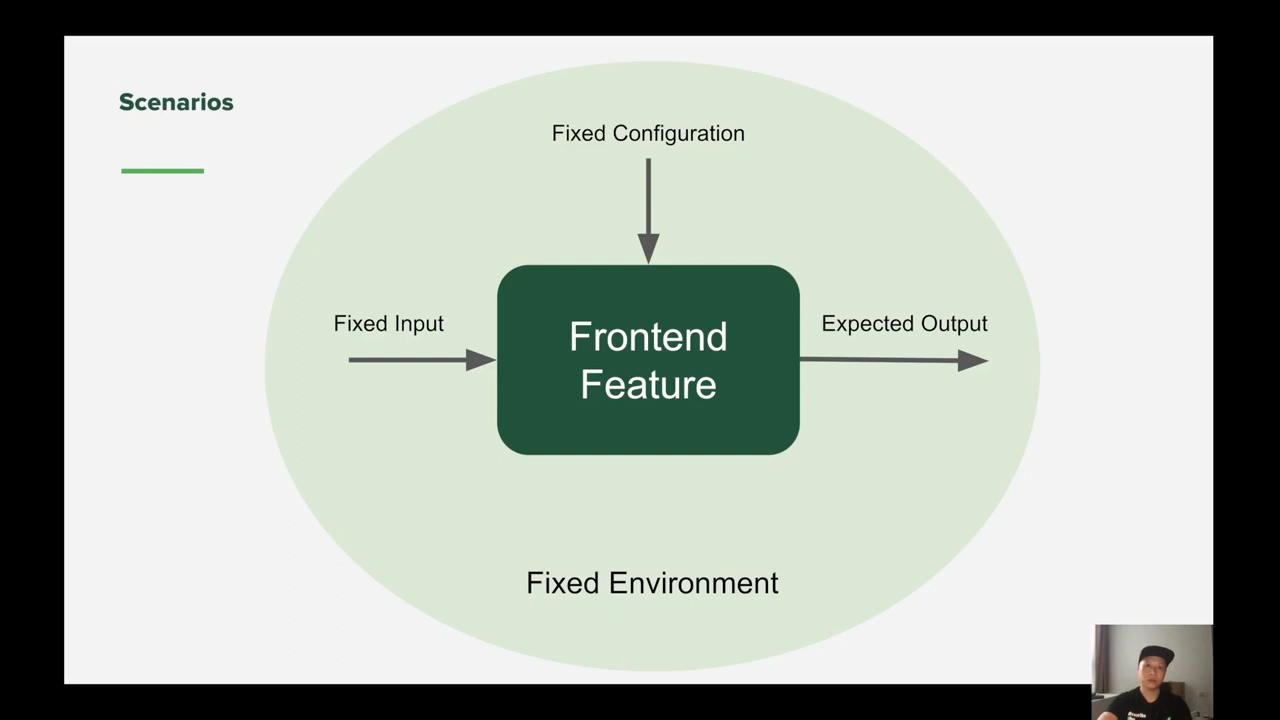 Scenarios
Fixed Configuration
Fixed Input
Frontend
Feature
Expected Output
Fixed Environment